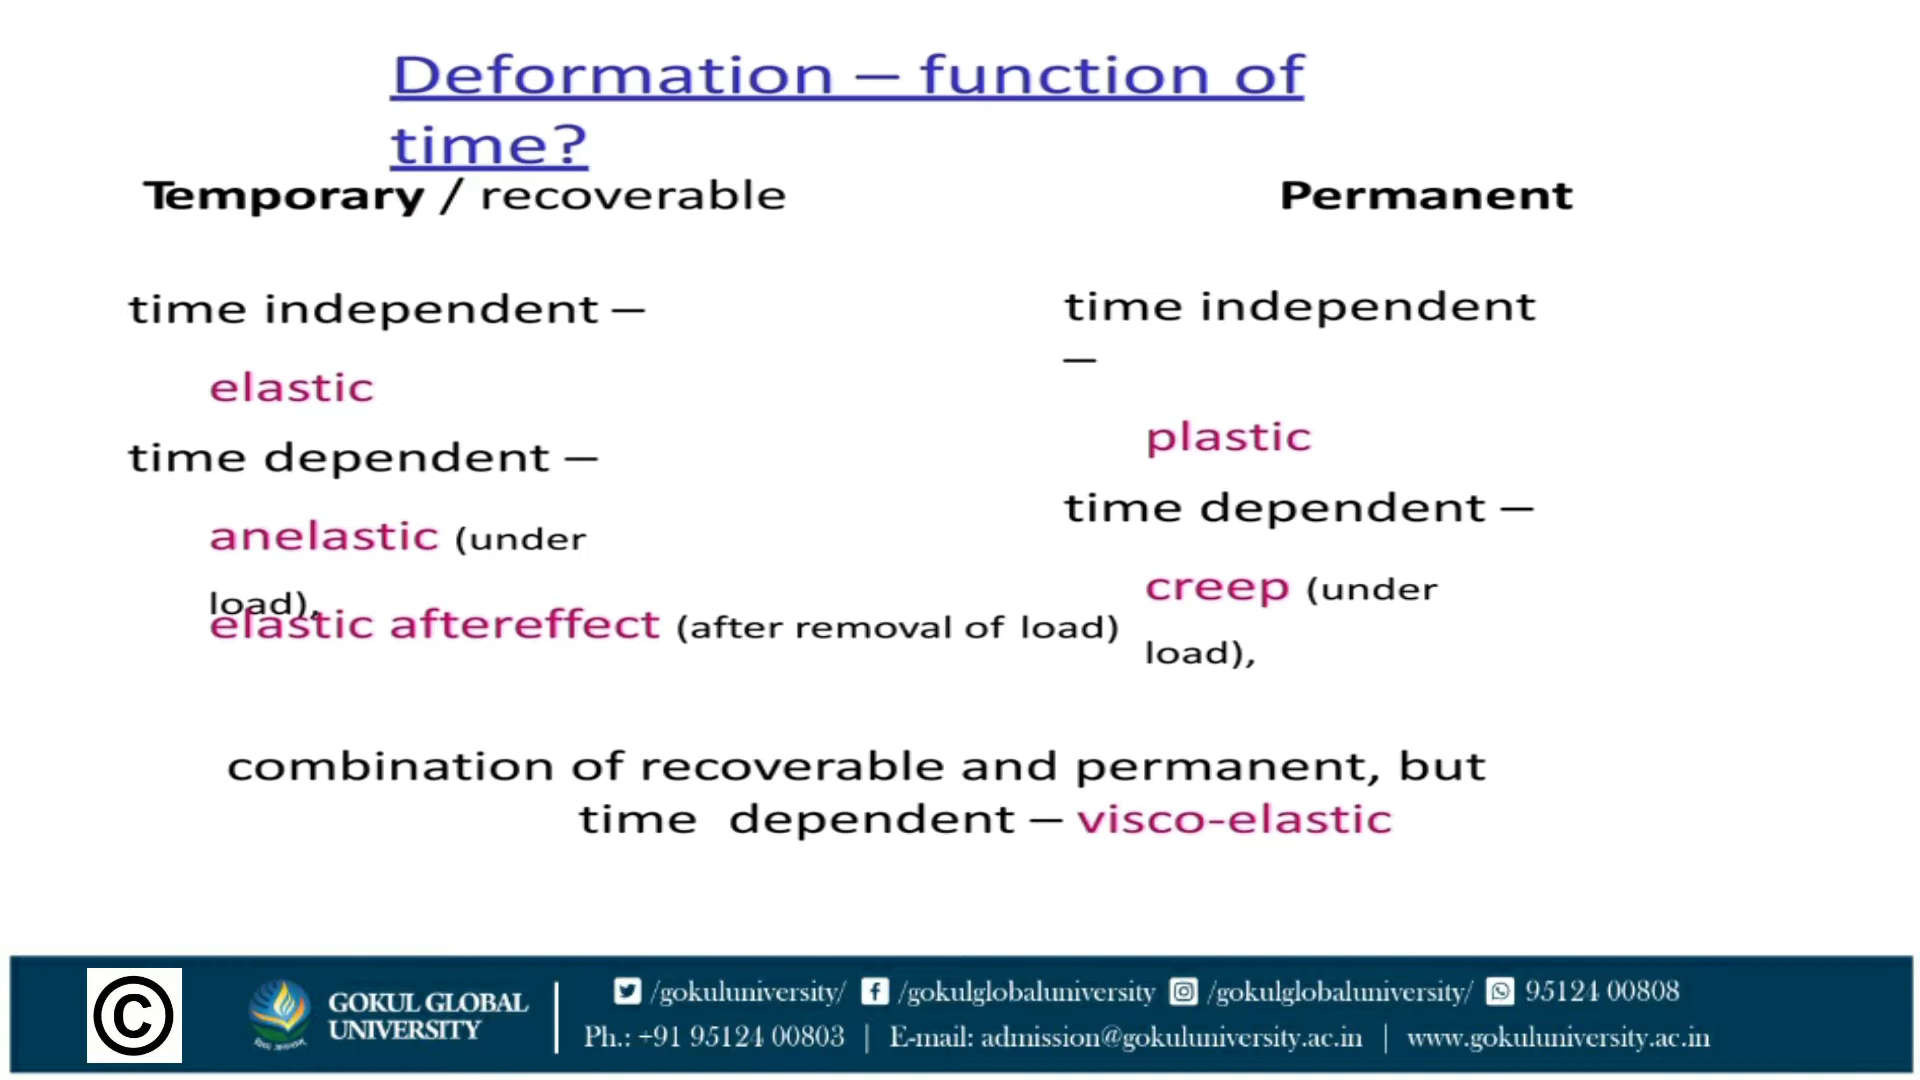 Deformation – function of
time?
Temporary / recoverable
time independent –
elastic
time dependent –
anelastic (under
load),
elastic aftereffect (after removal of load)
Permanent
time independent
–
plastic
time dependent –
creep (under
load),
combination of recoverable and permanent, but
time dependent – visco-elastic
©
GOKUL GLOBAL
UNIVERSITY
/gokuluniversity/ /gokulglobaluniversity /gokulglobaluniversity/ 95124 00808
Ph.: +91 95124 00803 | E-mail: admission@gokuluniversity.ac.in | www.gokuluniversity.ac.in